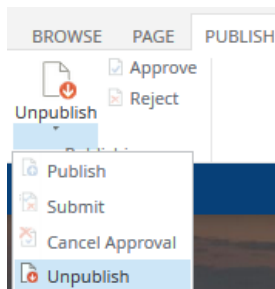 BROWSE PAGE PUBLISH
Approve
Reject
Unpublish
Publish
Submit
Cancel Approval
Unpublish